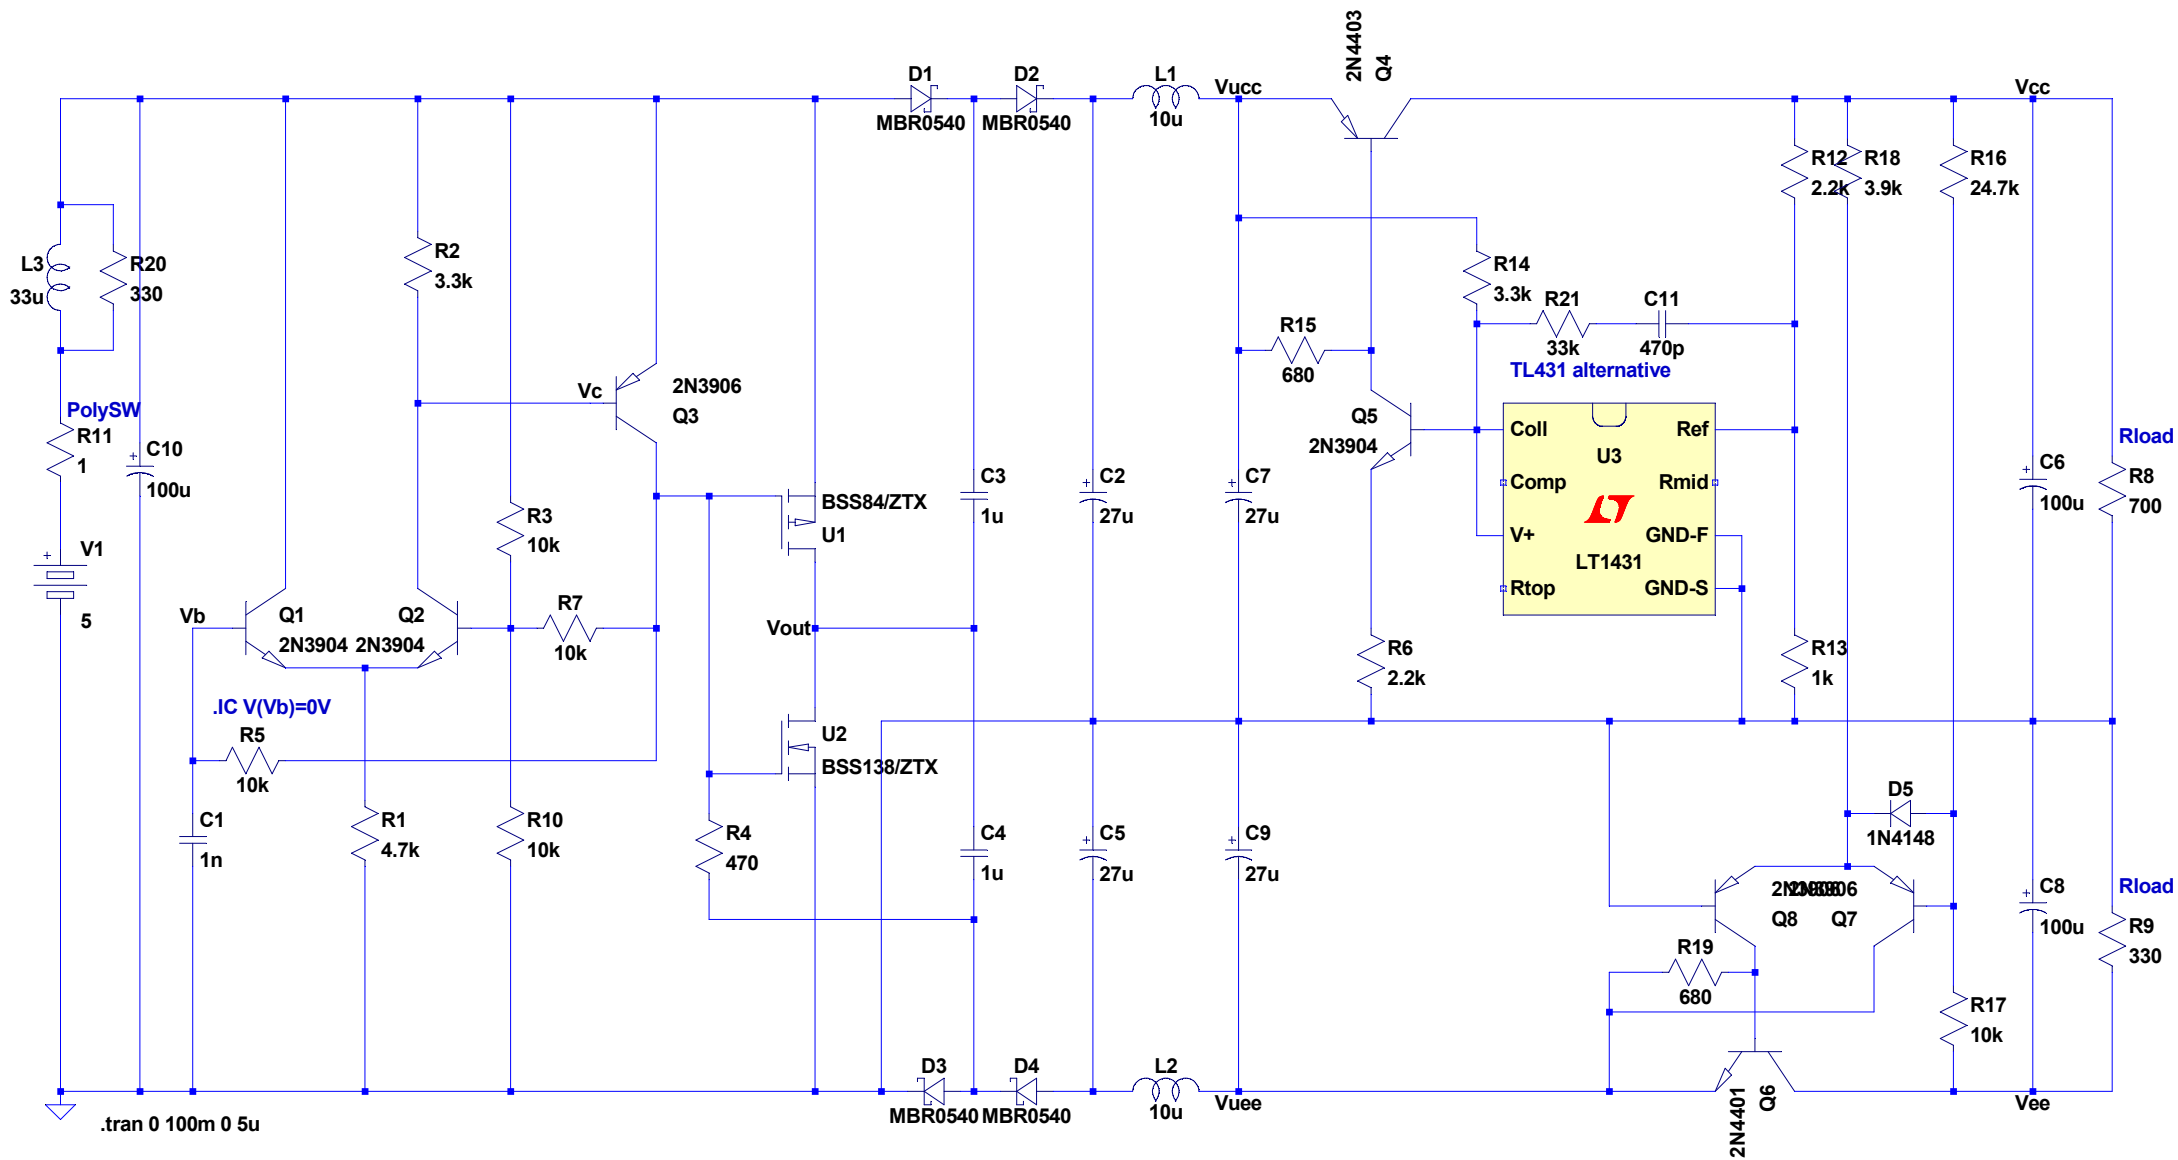 2N4403
Q4
D1
MBR0540
D2
MBR0540
L1
10u
Vucc
Vcc
R12
2.2k
R18
3.9k
R16
24.7k
L3
33u
R20
330
R2
3.3k
R14
3.3k
R21
33k
C11
470p
R15
680
TL431 alternative
PolySW
R11
1
C10
100u
Vc
2N3906
Q3
Q5
2N3904
Coll
Ref
U3
Comp
Rmid
V+
GND-F
LT1431
Rtop
GND-S
Rload
C6
100u
R8
700
R3
10k
BSS84/ZTX
U1
C3
1u
C2
27u
C7
27u
V1
5
Vb
Q1
2N3904
Q2
2N3904
R7
10k
Vout
R6
2.2k
R13
1k
.IC V(Vb)=0V
R5
10k
U2
BSS138/ZTX
C1
1n
R1
4.7k
R10
10k
R4
470
C4
1u
C5
27u
C9
27u
D5
1N4148
2N3906
2N3906
Q8
Q7
C8
100u
Rload
R9
330
R19
680
R17
10k
D3
MBR0540
D4
MBR0540
L2
10u
Vuee
2N4401
Q6
Vee
.tran 0 100m 0 5u